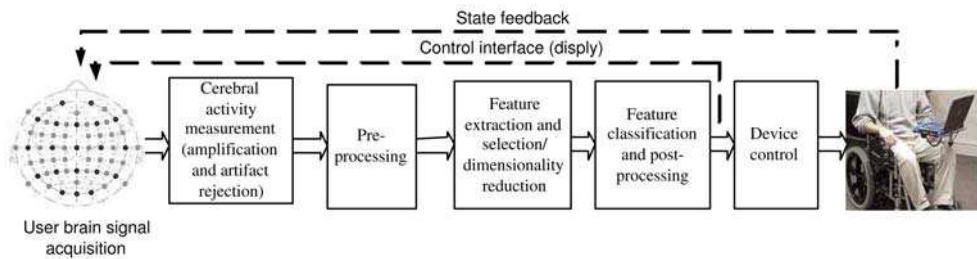 State feedback
Control interface (disply)
Cerebral
activity
measurement
(amplification
and artifact
rejection)
Pre-
processing
Feature
extraction and
selection/
dimensionality
reduction
Feature
classification
and post-
processing
Device
control
User brain signal
acquisition